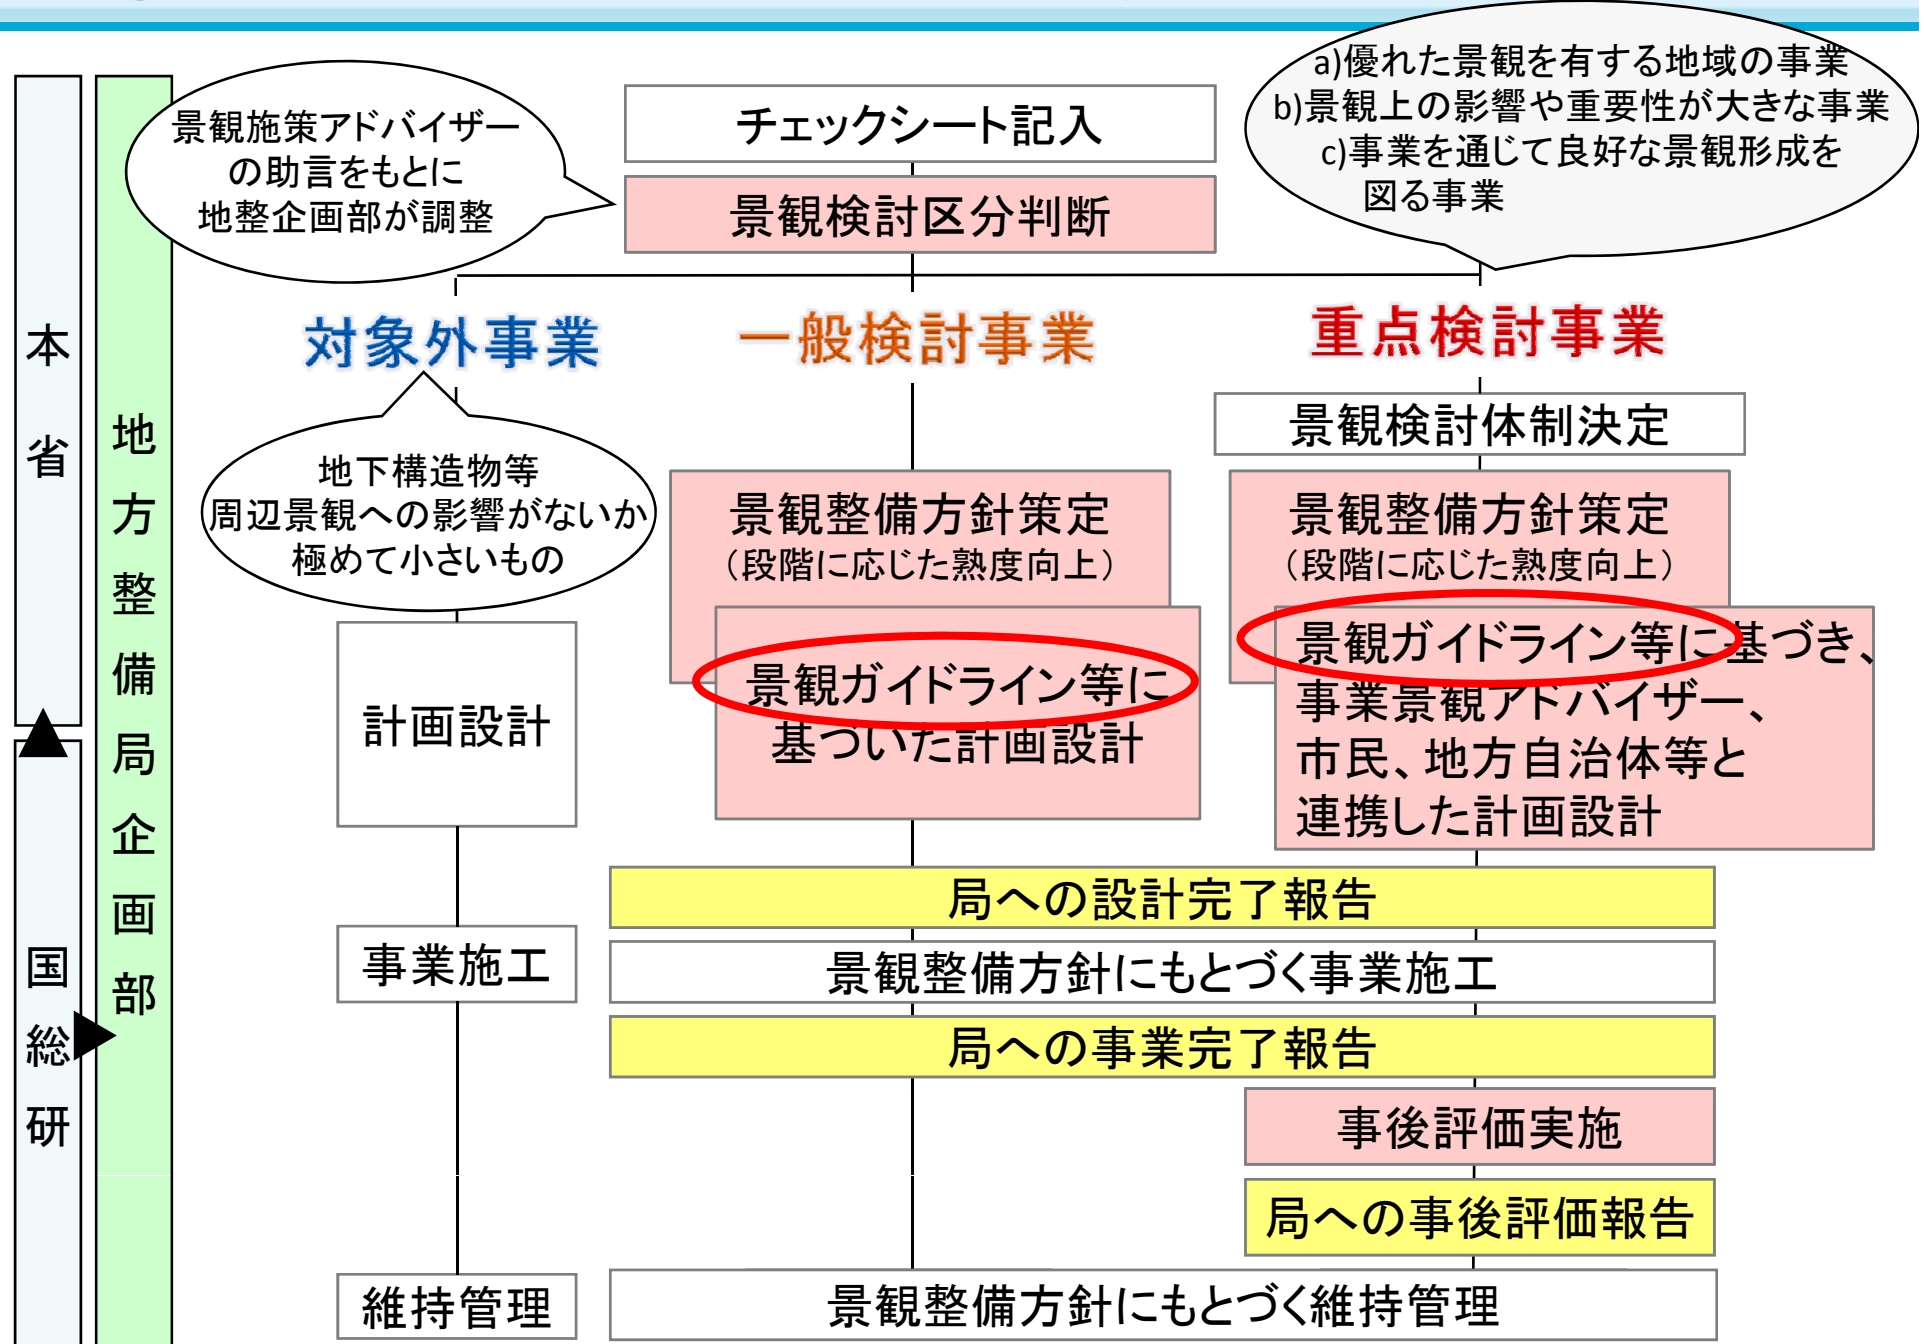 a)優れた景観を有する地域の事業
b)景観上の影響や重要性が大きな事業
c)事業を通じて良好な景観形成を
図る事業
景観施策アドバイザー
の助言をもとに
地整企画部が調整
チェックシート記入
景観検討区分判断
本省
国総研
地方整備局企画部
対象外事業
一般検討事業
重点検討事業
地下構造物等
周辺景観への影響がないか
極めて小さいもの
景観検討体制決定
景観整備方針策定
（段階に応じた熟度向上）
景観整備方針策定
（段階に応じた熟度向上）
計画設計
景観ガイドライン等に
基づいた計画設計
景観ガイドライン等に基づき、
事業景観アドバイザー、
市民、地方自治体等と
連携した計画設計
局への設計完了報告
事業施工
景観整備方針にもとづく事業施工
局への事業完了報告
事後評価実施
局への事後評価報告
維持管理
景観整備方針にもとづく維持管理